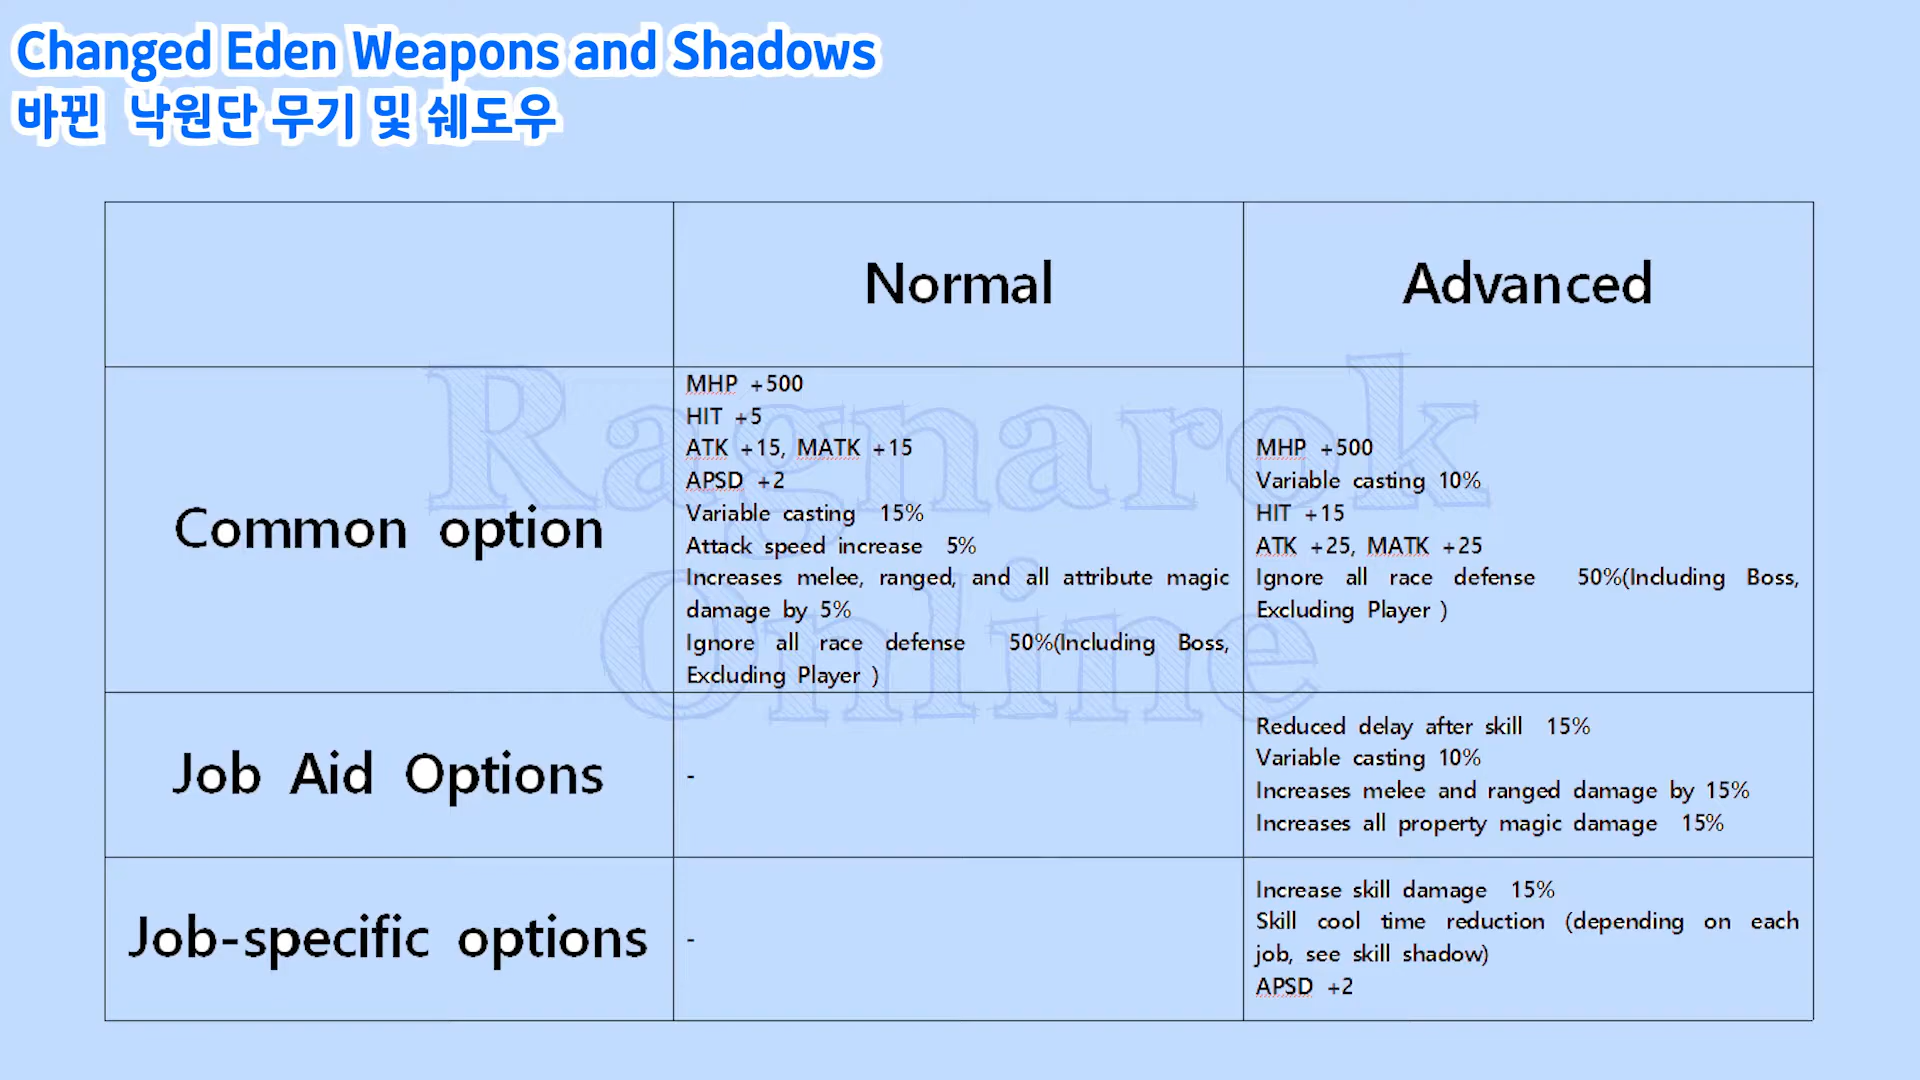 Changed Eden Weapons and Shadows
바뀐 낙원단 무기 및 쉐도우
Normal
Advanced
Common option
MHP +500
HIT +5
ATK +15, MATK +15
APSD +2
Variable casting 15%
Attack speed increase 5%
Increases melee, ranged, and all attribute magic
damage by 5%
Ignore all race defense 50%(Including Boss,
Excluding Player )
MHP +500
Variable casting 10%
HIT +15
ATK +25, MATK +25
Ignore all race defense 50%(Including Boss,
Excluding Player )
Job Aid Options
-
Reduced delay after skill 15%
Variable casting 10%
Increases melee and ranged damage by 15%
Increases all property magic damage 15%
Job-specific options
-
Increase skill damage 15%
Skill cool time reduction (depending on each
job, see skill shadow)
APSD +2
Ragnarok
Online